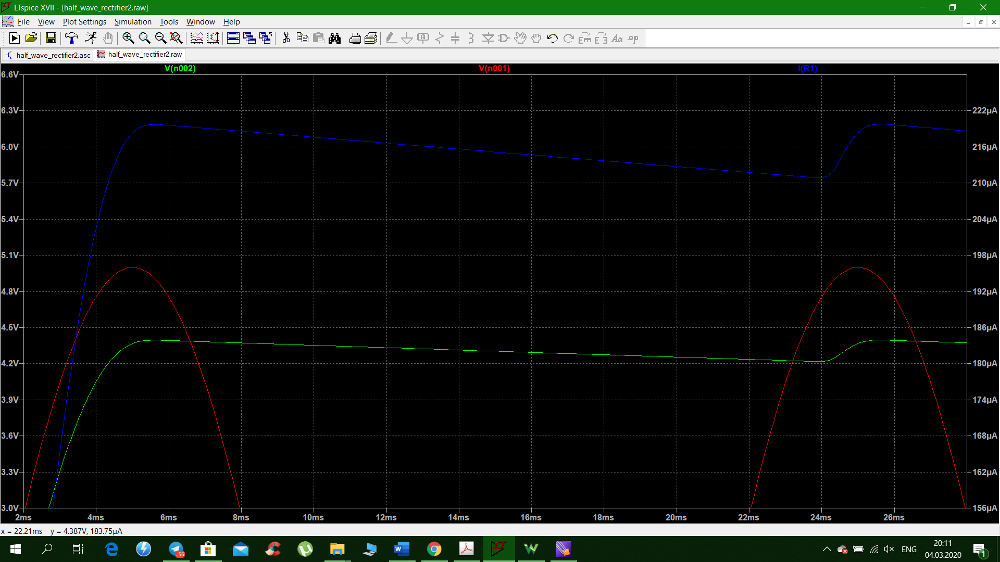 LTspice XVII - [half_wave_rectifier2.raw]
File View Plot Settings Simulation Tools Window Help
half_wave_rectifier2.asc half_wave_rectifier2.raw
V(n002) V(n001) I(R1)
6.6V
6.3V 222µA
6.0V 216µA
5.7V 210µA
5.4V 204µA
5.1V 198µA
4.8V 192µA
4.5V 186µA
4.2V 180µA
3.9V 174µA
3.6V 168µA
3.3V 162µA
3.0V 156µA
2ms 4ms 6ms 8ms 10ms 12ms 14ms 16ms 18ms 20ms 22ms 24ms 26ms
x = 22.21ms y = 4.387V, 183.75µA
56
ENG
20:11
04.03.2020
1